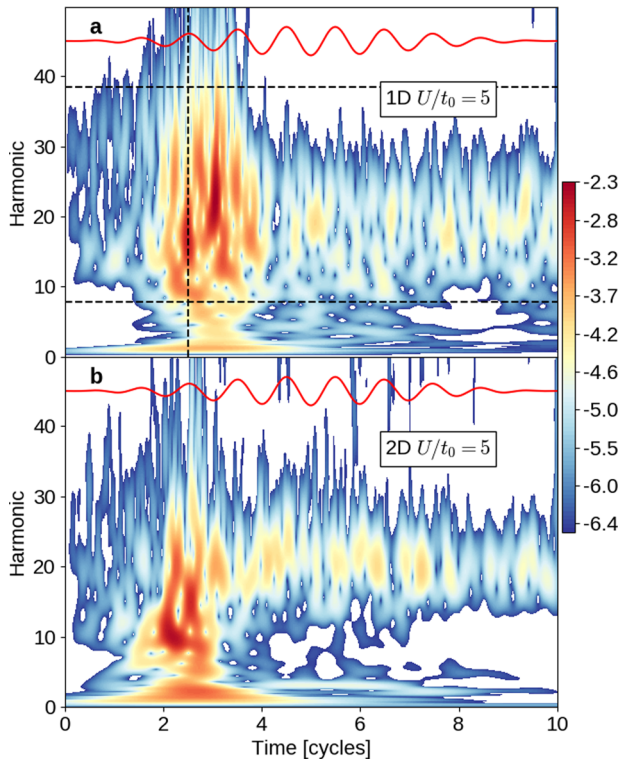 a
1D U/t₀ = 5
Harmonic
40
30
20
10
0
b
2D U/t₀ = 5
Harmonic
40
30
20
10
0
0 2 4 6 8 10
Time [cycles]
-2.3
-2.8
-3.2
-3.7
-4.2
-4.6
-5.0
-5.5
-6.0
-6.4